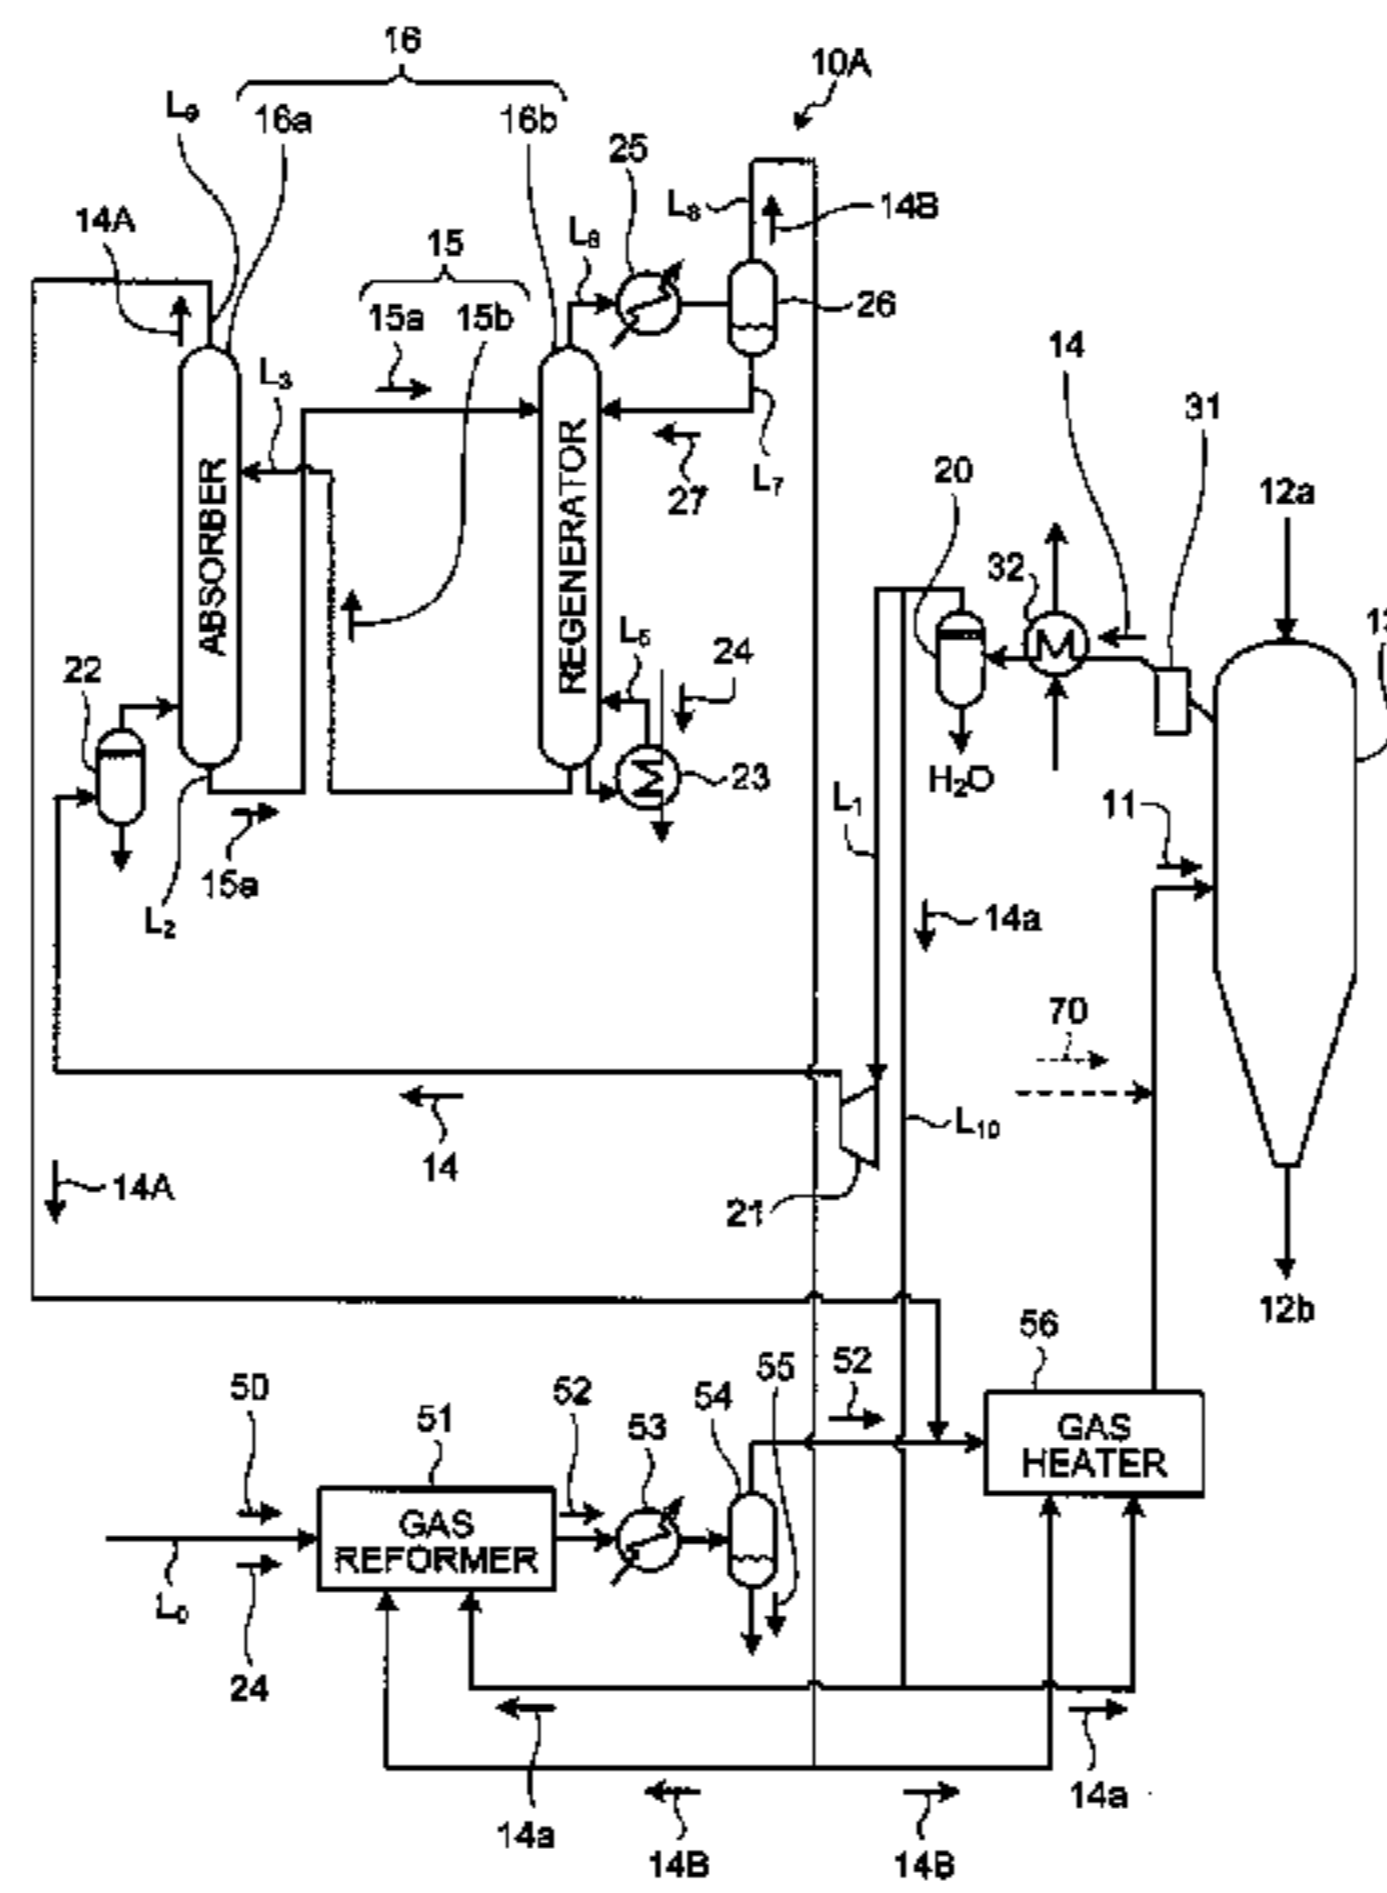 16
10A
L9
16a
16b
25
L8
14B
14A
15
L6
26
15a
15b
14
L3
31
ABSORBER
REGENERATOR
27
L7
20
12a
32
L5
24
22
23
H2O
L1
11
15a
L2
14a
70
14
L10
14A
21
12b
56
50
51
52
53
54
55
52
GAS
HEATER
GAS
REFORMER
L0
24
14a
14a
14B
14B